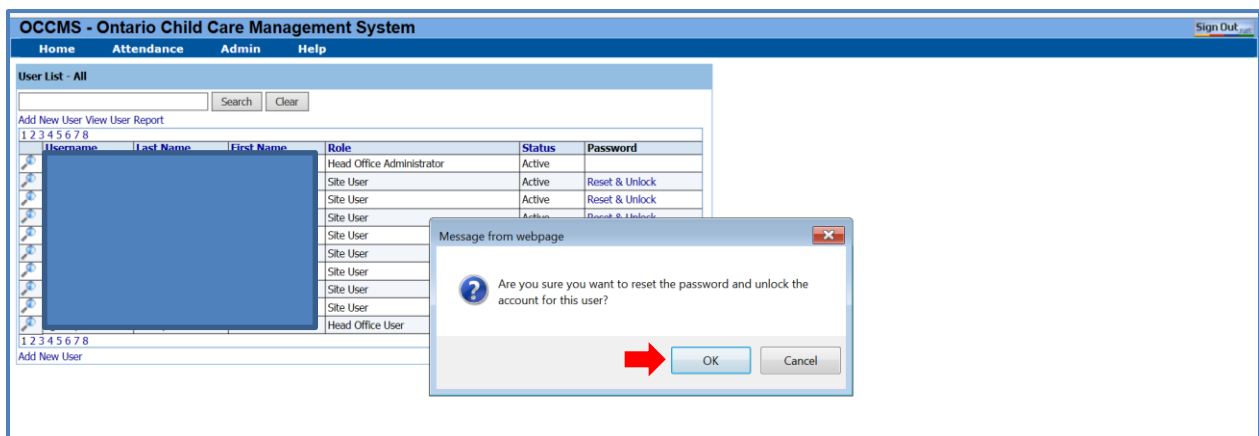 OCCMS - Ontario Child Care Management System Sign Out
Home Attendance Admin Help
User List - All
Search Clear
Add New User View User Report
1 2 3 4 5 6 7 8
Username Last Name First Name Role Status Password
Head Office Administrator Active
Site User Active Reset & Unlock
Site User Active Reset & Unlock
Site User Active Reset & Unlock
Site User
Site User
Site User
Site User
Site User
Head Office User
1 2 3 4 5 6 7 8
Add New User
Message from webpage
Are you sure you want to reset the password and unlock the
account for this user?
OK Cancel